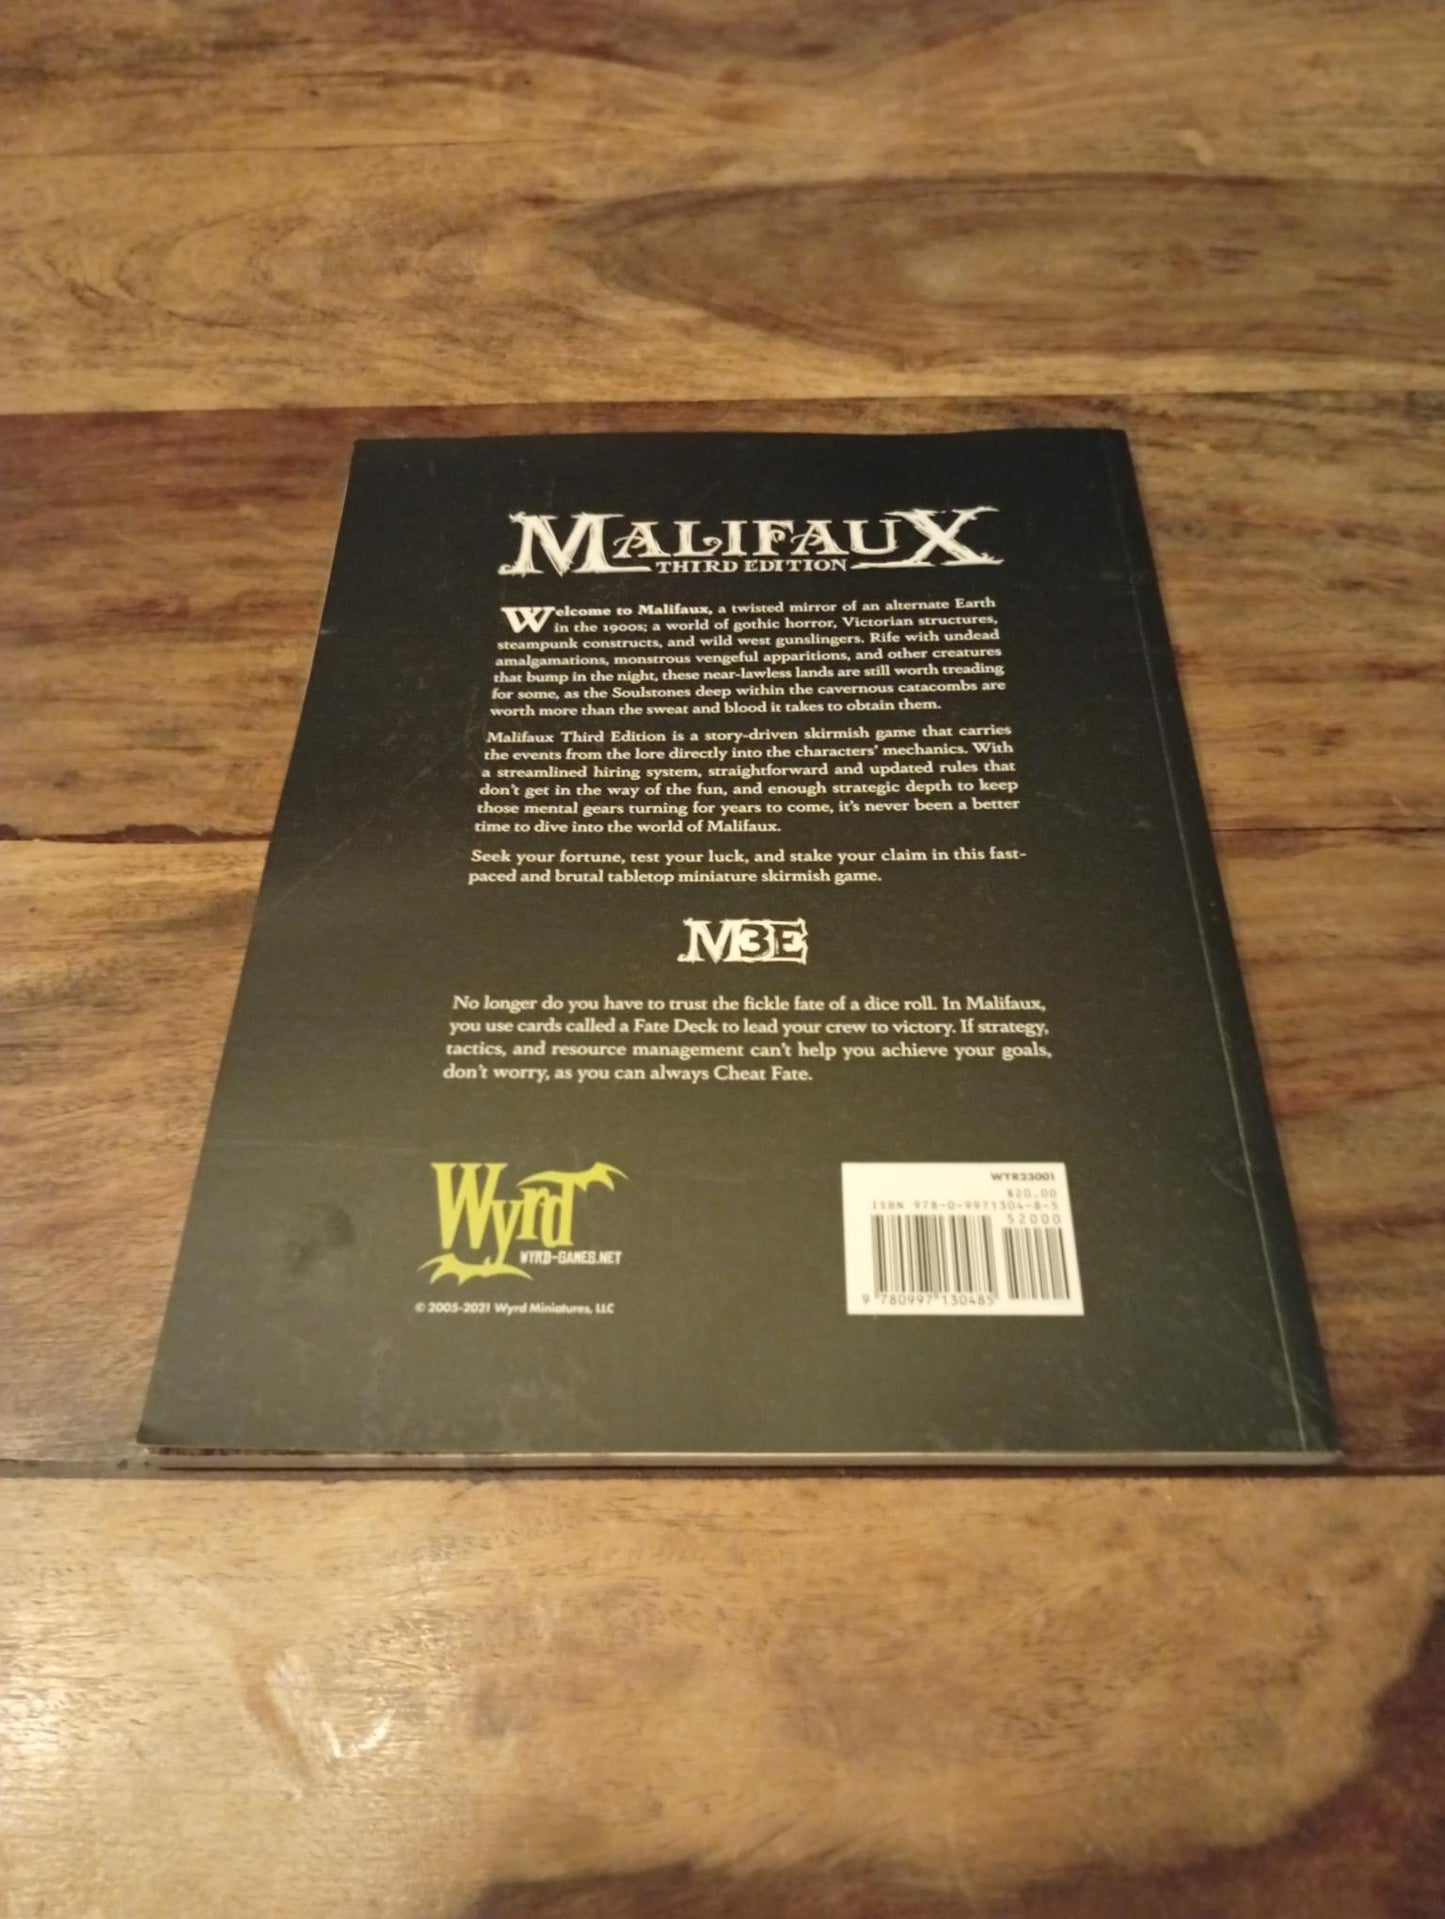 MALIFAUX
THIRD EDITION
Welcome to Malifaux, a twisted mirror of an alternate Earth
in the 1900s; a world of gothic horror, Victorian structures,
steampunk constructs, and wild west gunslingers. Rife with undead
amalgamations, monstrous vengeful apparitions, and other creatures
that bump in the night, these near-lawless lands are still worth treading
for some, as the Soulstones deep within the cavernous catacombs are
worth more than the sweat and blood it takes to obtain them.
Malifaux Third Edition is a story-driven skirmish game that carries
the events from the lore directly into the characters' mechanics. With
a streamlined hiring system, straightforward and updated rules that
don't get in the way of the fun, and enough strategic depth to keep
those mental gears turning for years to come, it's never been a better
time to dive into the world of Malifaux.
Seek your fortune, test your luck, and stake your claim in this fast-
paced and brutal tabletop miniature skirmish game.
M3E
No longer do you have to trust the fickle fate of a dice roll. In Malifaux,
you use cards called a Fate Deck to lead your crew to victory. If strategy,
tactics, and resource management can't help you achieve your goals,
don't worry, as you can always Cheat Fate.
Wyrd
WYRD-GAMES.NET
© 2005-2021 Wyrd Miniatures, LLC
WYR23001
$20.00
ISBN 978-0-9971304-8-5
52000
9 780997 130485